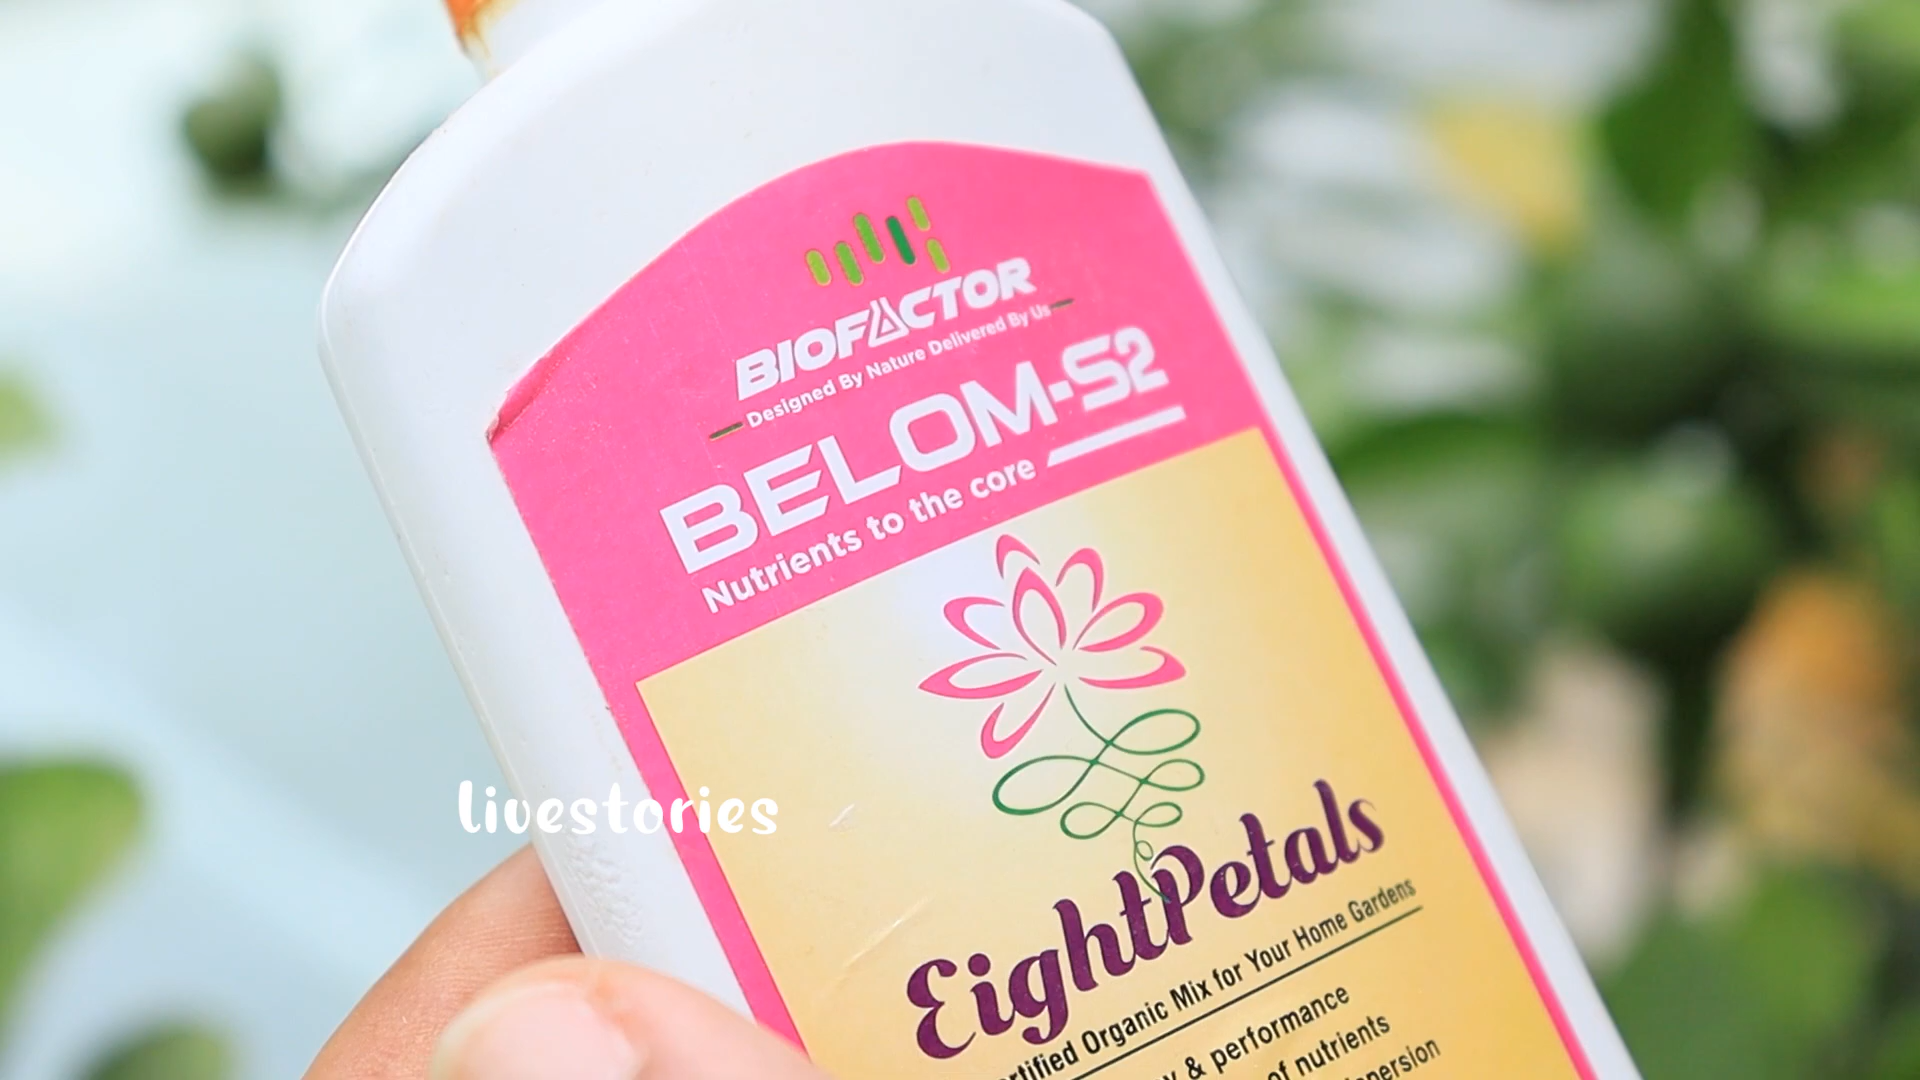 BIOFACTOR
Designed By Nature Delivered By Us
BELOM-S2
Nutrients to the core
livestories
EightPetals
Organic Mix for Your Home Gardens
& performance
of nutrients